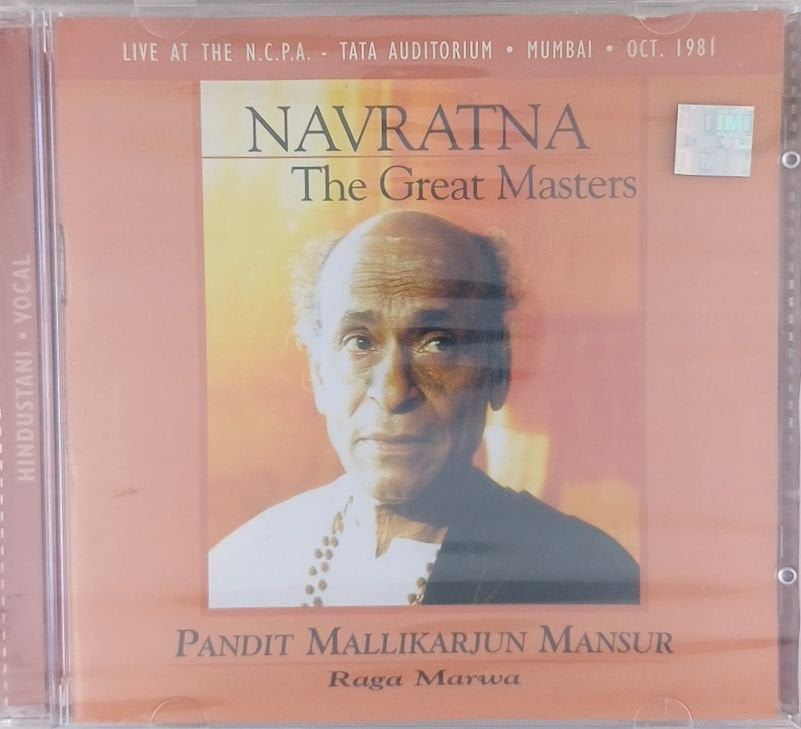 LIVE AT THE N.C.P.A. - TATA AUDITORIUM • MUMBAI • OCT. 1981
NAVRATNA
The Great Masters
HINDUSTANI • VOCAL
PANDIT MALLIKARJUN MANSUR
Raga Marwa